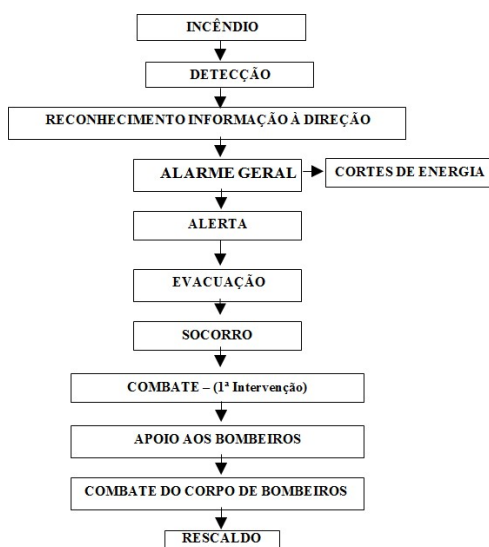 INCÊNDIO
DETECÇÃO
RECONHECIMENTO INFORMAÇÃO À DIREÇÃO
ALARME GERAL
CORTES DE ENERGIA
ALERTA
EVACUAÇÃO
SOCORRO
COMBATE – (1ª Intervenção)
APOIO AOS BOMBEIROS
COMBATE DO CORPO DE BOMBEIROS
RESCALDO